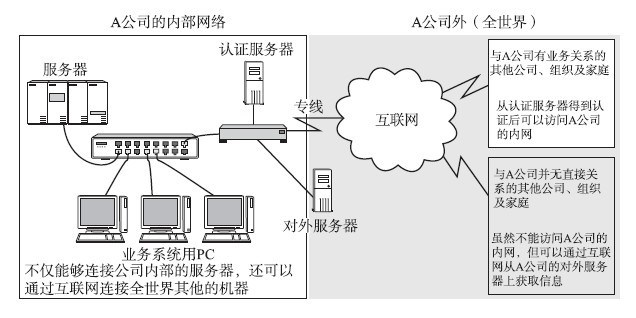 A公司的内部网络
A公司外（全世界）
认证服务器
服务器
专线
互联网
对外服务器
业务系统用PC
不仅能够连接公司内部的服务器，还可以
通过互联网连接全世界其他的机器
与A公司有业务关系的
其他公司、组织及家庭
从认证服务器得到认
证后可以访问A公司
的内网
与A公司并无直接关
系的其他公司、组织
及家庭
虽然不能访问A公司的
内网，但可以通过互联
网从A公司的对外服务
器上获取信息